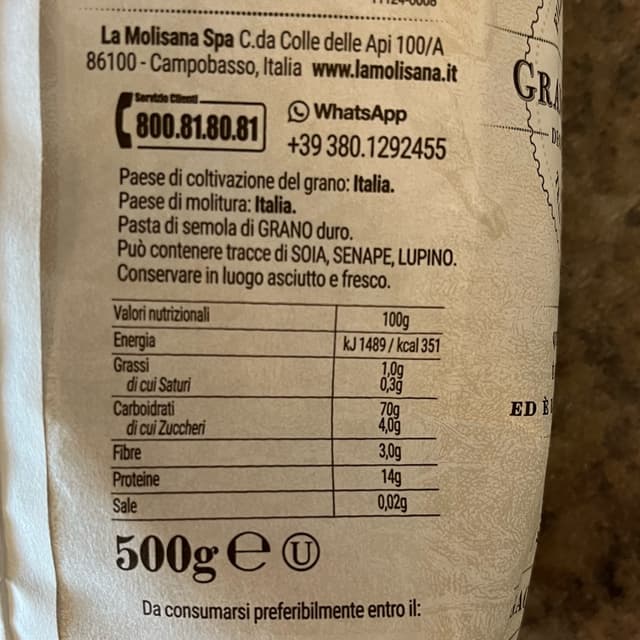 La Molisana Spa C.da Colle delle Api 100/A
86100 - Campobasso, Italia www.lamolisana.it
Servizio Clienti
800.81.80.81
WhatsApp
+39 380.1292455
Paese di coltivazione del grano: Italia.
Paese di molitura: Italia.
Pasta di semola di GRANO duro.
Può contenere tracce di SOIA, SENAPE, LUPINO.
Conservare in luogo asciutto e fresco.
Valori nutrizionali 100g
Energia kJ 1489 / kcal 351
Grassi 1,0g
di cui Saturi 0,3g
Carboidrati 70g
di cui Zuccheri 4,0g
Fibre 3,0g
Proteine 14g
Sale 0,02g
500g e U
Da consumarsi preferibilmente entro il:
ED È